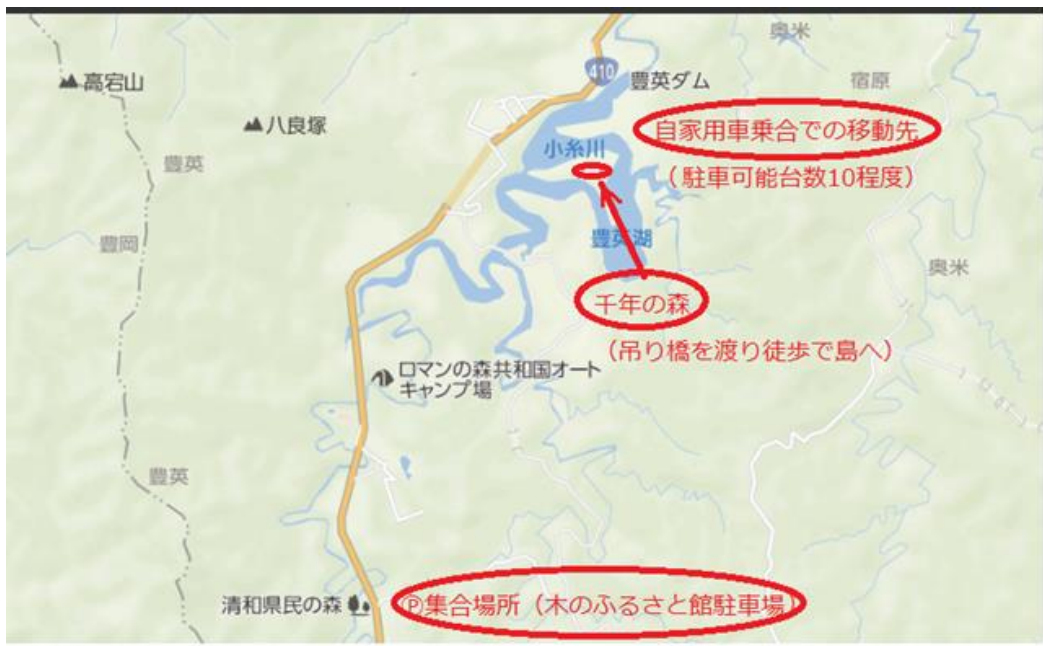 奥米
410
豊英ダム
高宕山
宿原
八良塚
自家用車乗合での移動先
小糸川
豊英
（駐車可能台数10程度）
豊岡
豊英湖
奥米
千年の森
（吊り橋を渡り徒歩で島へ）
ロマンの森共和国オート
キャンプ場
豊英
清和県民の森
Ⓟ集合場所（木のふるさと館駐車場）